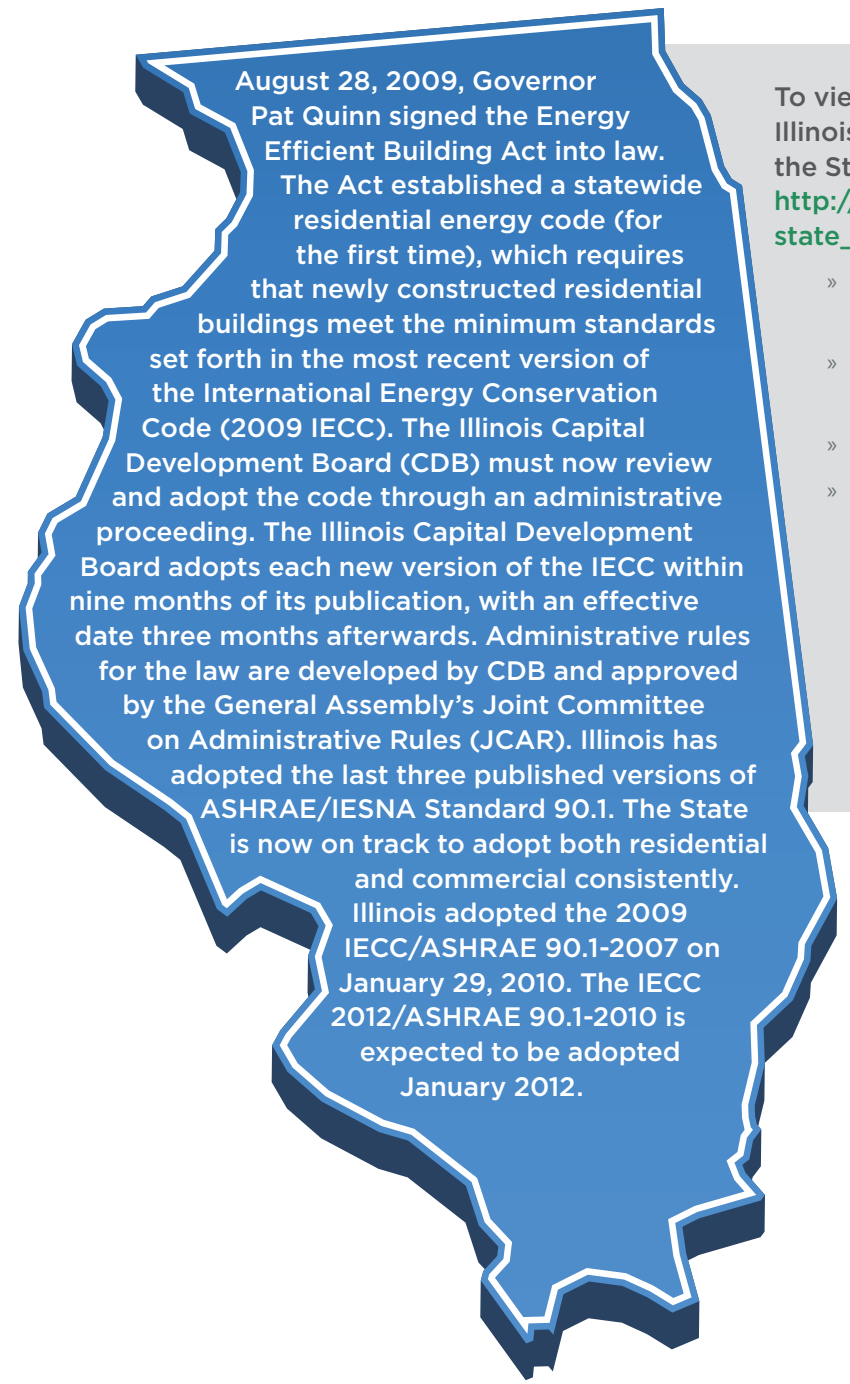 August 28, 2009, Governor
Pat Quinn signed the Energy
Efficient Building Act into law.
The Act established a statewide
residential energy code (for
the first time), which requires
that newly constructed residential
buildings meet the minimum standards
set forth in the most recent version of
the International Energy Conservation
Code (2009 IECC). The Illinois Capital
Development Board (CDB) must now review
and adopt the code through an administrative
proceeding. The Illinois Capital Development
Board adopts each new version of the IECC within
nine months of its publication, with an effective
date three months afterwards. Administrative rules
for the law are developed by CDB and approved
by the General Assembly’s Joint Committee
on Administrative Rules (JCAR). Illinois has
adopted the last three published versions of
ASHRAE/IESNA Standard 90.1. The State
is now on track to adopt both residential
and commercial consistently.
Illinois adopted the 2009
IECC/ASHRAE 90.1-2007 on
January 29, 2010. The IECC
2012/ASHRAE 90.1-2010 is
expected to be adopted
January 2012.
To vie
Illinois
the St
http:/
state_
»
»
»
»